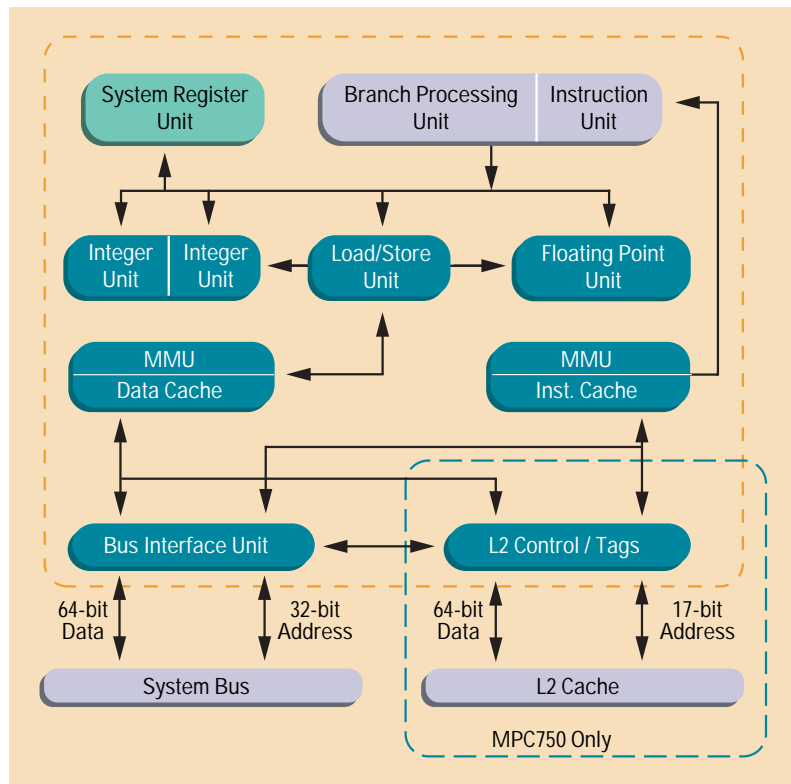 System Register
Unit
Branch Processing
Unit
Instruction
Unit
Integer
Unit
Integer
Unit
Load/Store
Unit
Floating Point
Unit
MMU
Data Cache
MMU
Inst. Cache
Bus Interface Unit
L2 Control / Tags
64-bit
Data
32-bit
Address
64-bit
Data
17-bit
Address
System Bus
L2 Cache
MPC750 Only